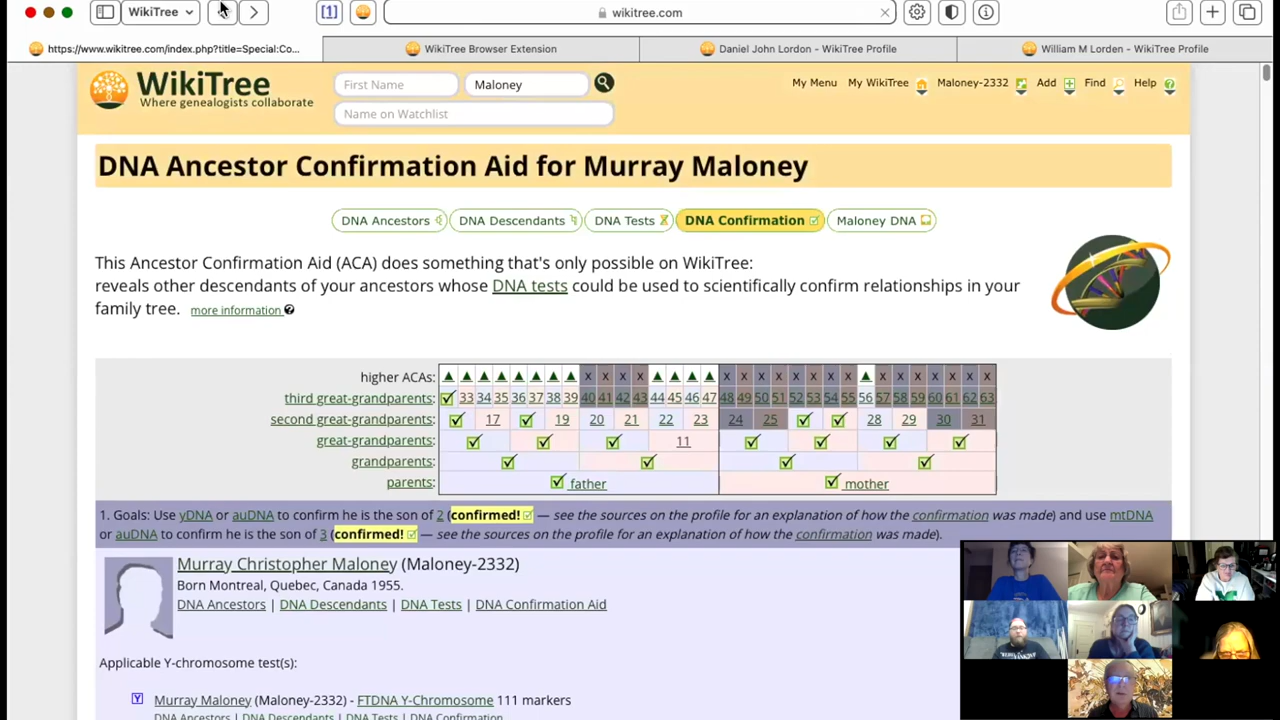 WikiTree
[1]
wikitree.com
https://www.wikitree.com/index.php?title=Special:Co...
WikiTree Browser Extension
Daniel John Lordon - WikiTree Profile
William M Lorden - WikiTree Profile
WikiTree
Where genealogists collaborate
First Name
Maloney
Name on Watchlist
My Menu My WikiTree Maloney-2332 Add Find Help
DNA Ancestor Confirmation Aid for Murray Maloney
DNA Ancestors DNA Descendants DNA Tests DNA Confirmation Maloney DNA
This Ancestor Confirmation Aid (ACA) does something that's only possible on WikiTree:
reveals other descendants of your ancestors whose DNA tests could be used to scientifically confirm relationships in your
family tree. more information
higher ACAs: x x x x x x x x x x x x x x x x x x x
third great-grandparents: 33 34 35 36 37 38 39 40 41 42 43 44 45 46 47 48 49 50 51 52 53 54 55 56 57 58 59 60 61 62 63
second great-grandparents: 17 19 20 21 22 23 24 25 28 29 30 31
great-grandparents: 11
grandparents:
parents: father mother
1. Goals: Use yDNA or auDNA to confirm he is the son of 2 (confirmed! — see the sources on the profile for an explanation of how the confirmation was made) and use mtDNA
or auDNA to confirm he is the son of 3 (confirmed! — see the sources on the profile for an explanation of how the confirmation was made).
Murray Christopher Maloney (Maloney-2332)
Born Montreal, Quebec, Canada 1955.
DNA Ancestors | DNA Descendants | DNA Tests | DNA Confirmation Aid
Applicable Y-chromosome test(s):
Y Murray Maloney (Maloney-2332) - FTDNA Y-Chromosome 111 markers
DNA Ancestors | DNA Descendants | DNA Tests | DNA Confirmation